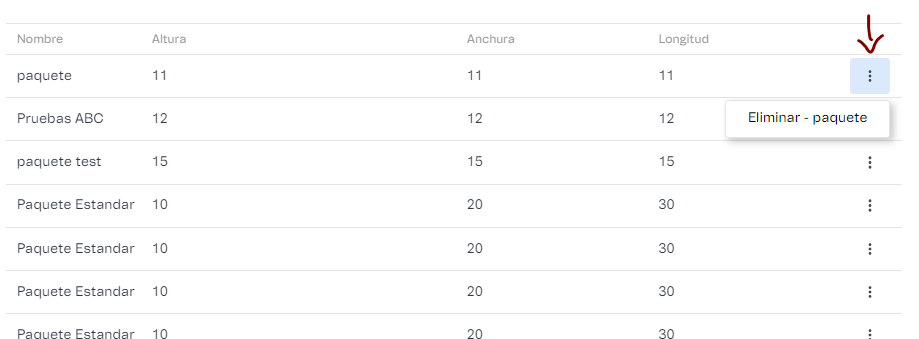 Nombre Altura Anchura Longitud
paquete 11 11 11
Pruebas ABC 12 12 12
Eliminar - paquete
paquete test 15 15 15
Paquete Estandar 10 20 30
Paquete Estandar 10 20 30
Paquete Estandar 10 20 30
Paquete Estandar 10 20 30